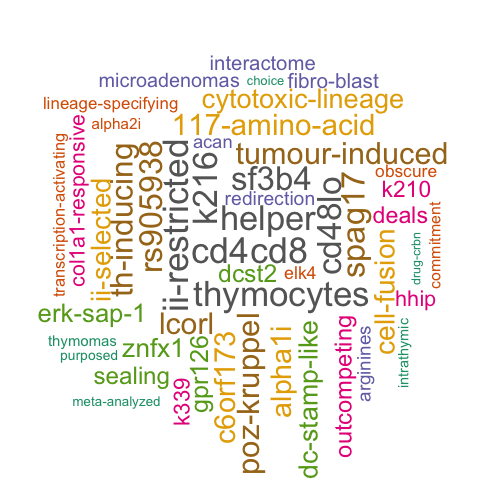 interactome
microadenomas
choice
fibro-blast
lineage-specifying
cytotoxic-lineage
alpha2i
117-amino-acid
acan
tumour-induced
transcription-activating
col1a1-responsive
ii-selected
th-inducing
rs905938
ii-restricted
k216
sf3b4
redirection
helper
cd48lo
spag17
obscure
k210
deals
commitment
cd4cd8
dcst2
elk4
thymocytes
cell-fusion
drug-crbn
hhip
erk-sap-1
lcorl
znfx1
thymomas
purposed
sealing
meta-analyzed
k339
gpr126
c6orf173
poz-kruppel
alpha1i
dc-stamp-like
outcompeting
arginines
intrathymic